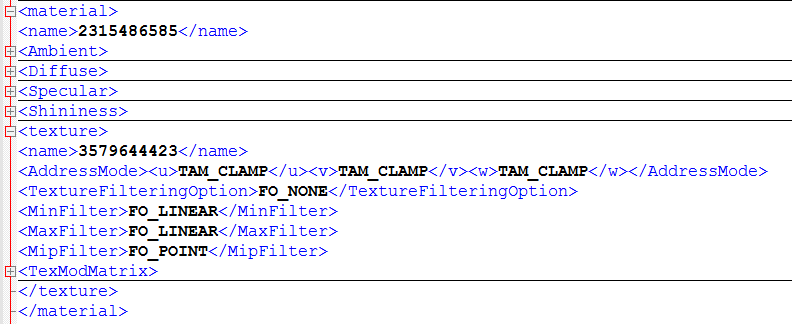 <material>
<name>2315486585</name>
<Ambient>
<Diffuse>
<Specular>
<Shininess>
<texture>
<name>3579644423</name>
<AddressMode><u>TAM_CLAMP</u><v>TAM_CLAMP</v><w>TAM_CLAMP</w></AddressMode>
<TextureFilteringOption>FO_NONE</TextureFilteringOption>
<MinFilter>FO_LINEAR</MinFilter>
<MaxFilter>FO_LINEAR</MaxFilter>
<MipFilter>FO_POINT</MipFilter>
<TexModMatrix>
</texture>
</material>